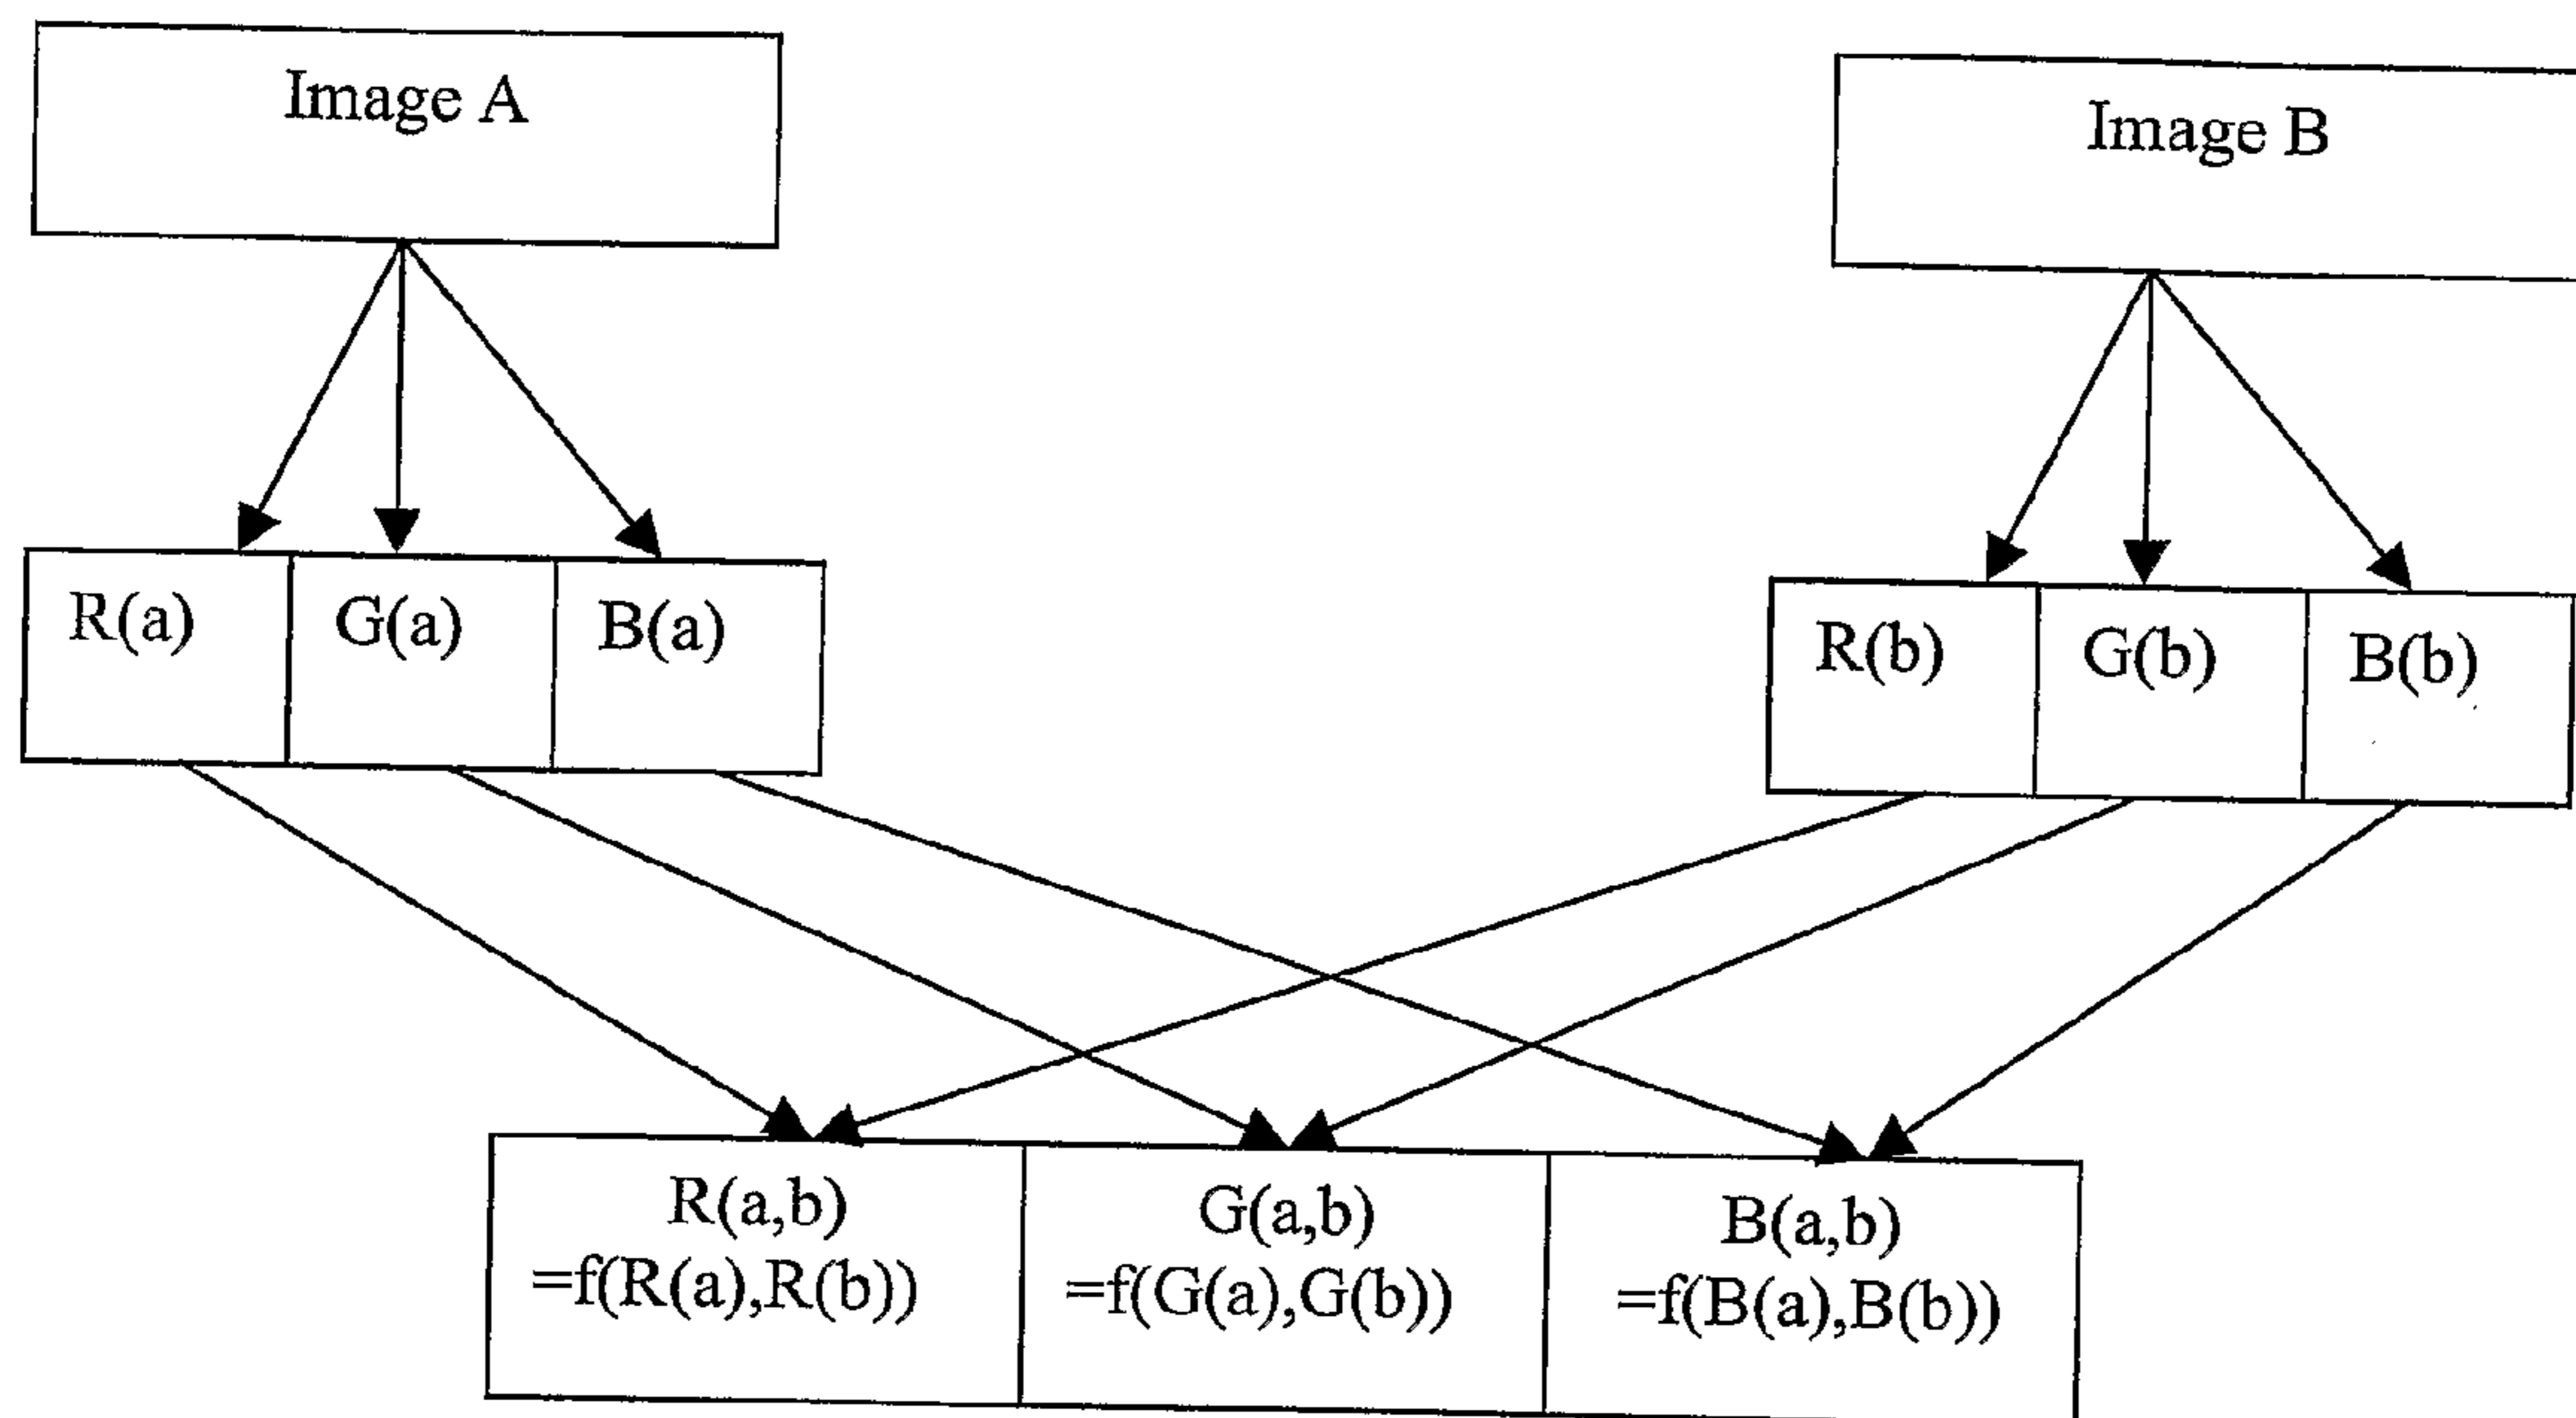 Image A
Image B
R(a)
G(a)
B(a)
R(b)
G(b)
B(b)
R(a,b)
=f(R(a),R(b))
G(a,b)
=f(G(a),G(b))
B(a,b)
=f(B(a),B(b))